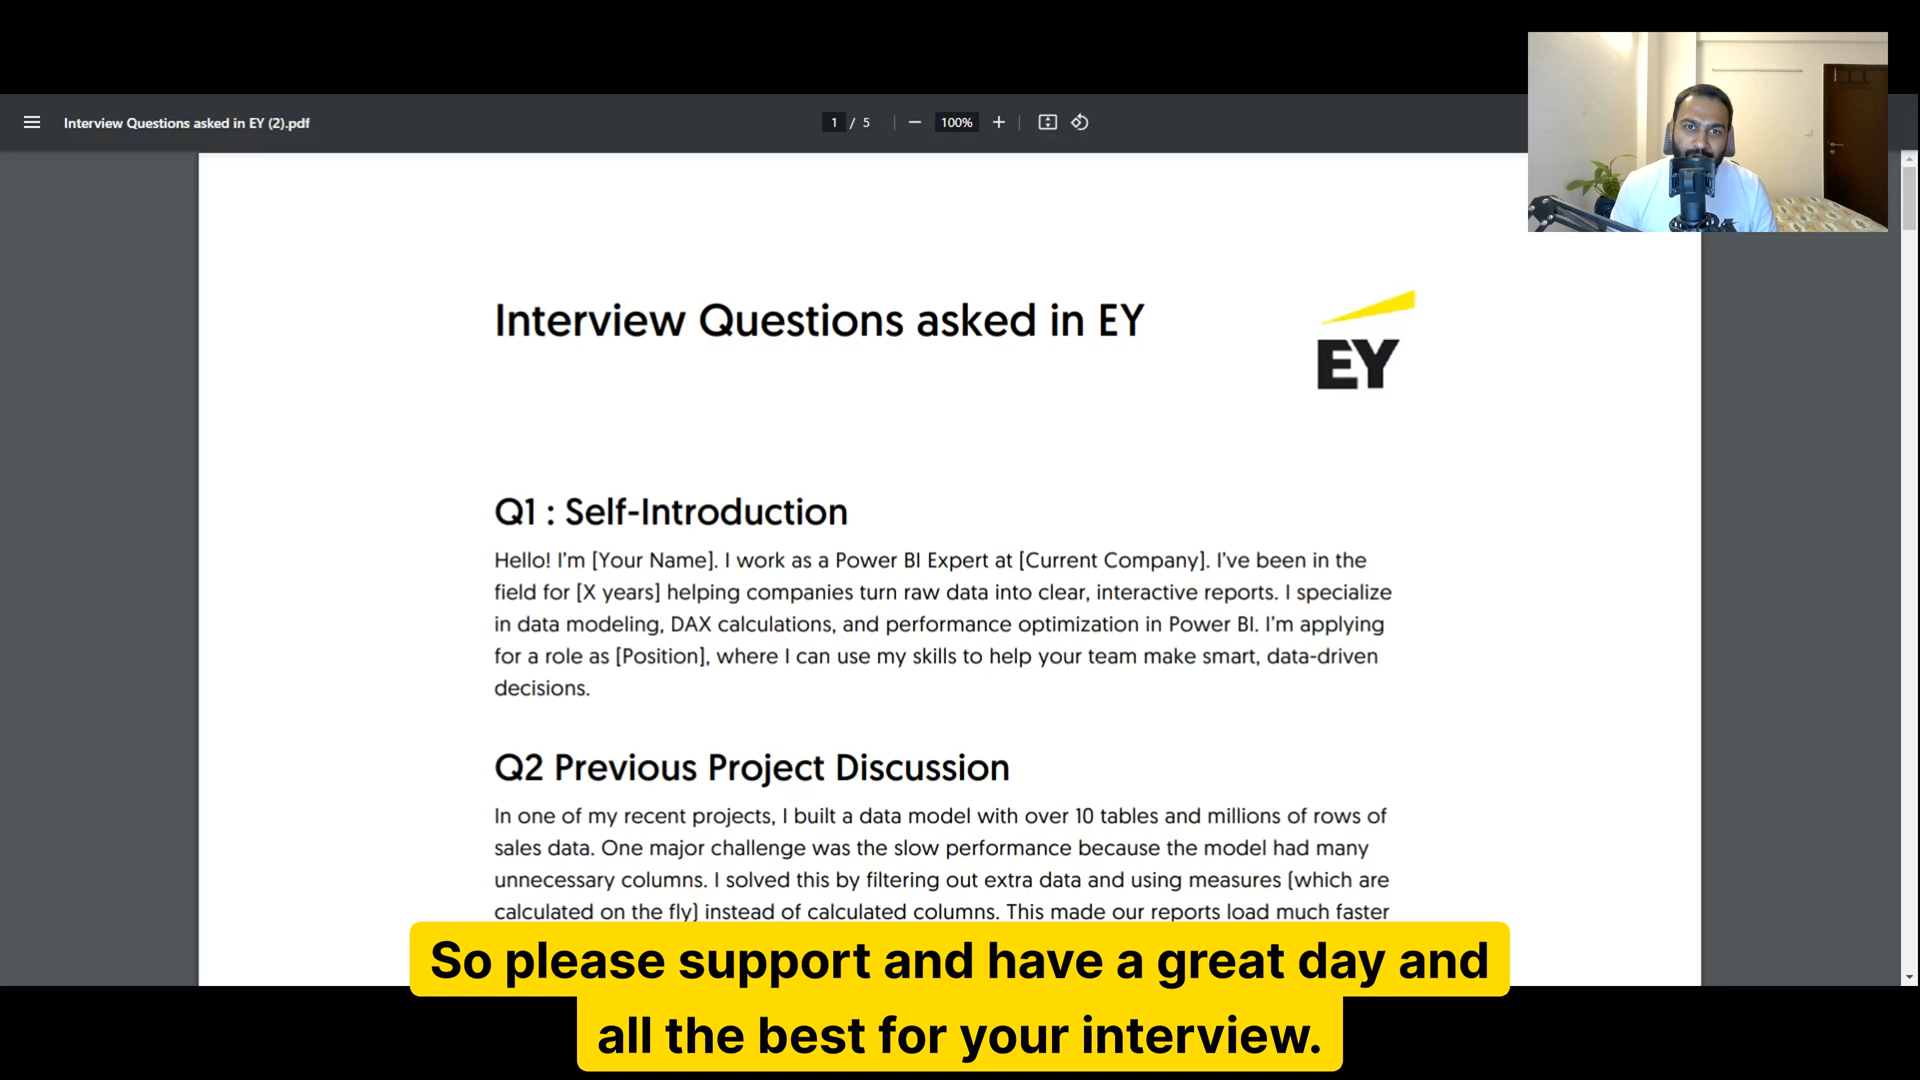 Interview Questions asked in EY (2).pdf
1 / 5
100%
Interview Questions asked in EY
EY
Q1 : Self-Introduction
Hello! I’m [Your Name]. I work as a Power BI Expert at [Current Company]. I’ve been in the
field for [X years] helping companies turn raw data into clear, interactive reports. I specialize
in data modeling, DAX calculations, and performance optimization in Power BI. I’m applying
for a role as [Position], where I can use my skills to help your team make smart, data-driven
decisions.
Q2 Previous Project Discussion
In one of my recent projects, I built a data model with over 10 tables and millions of rows of
sales data. One major challenge was the slow performance because the model had many
unnecessary columns. I solved this by filtering out extra data and using measures (which are
calculated on the fly) instead of calculated columns. This made our reports load much faster
So please support and have a great day and
all the best for your interview.